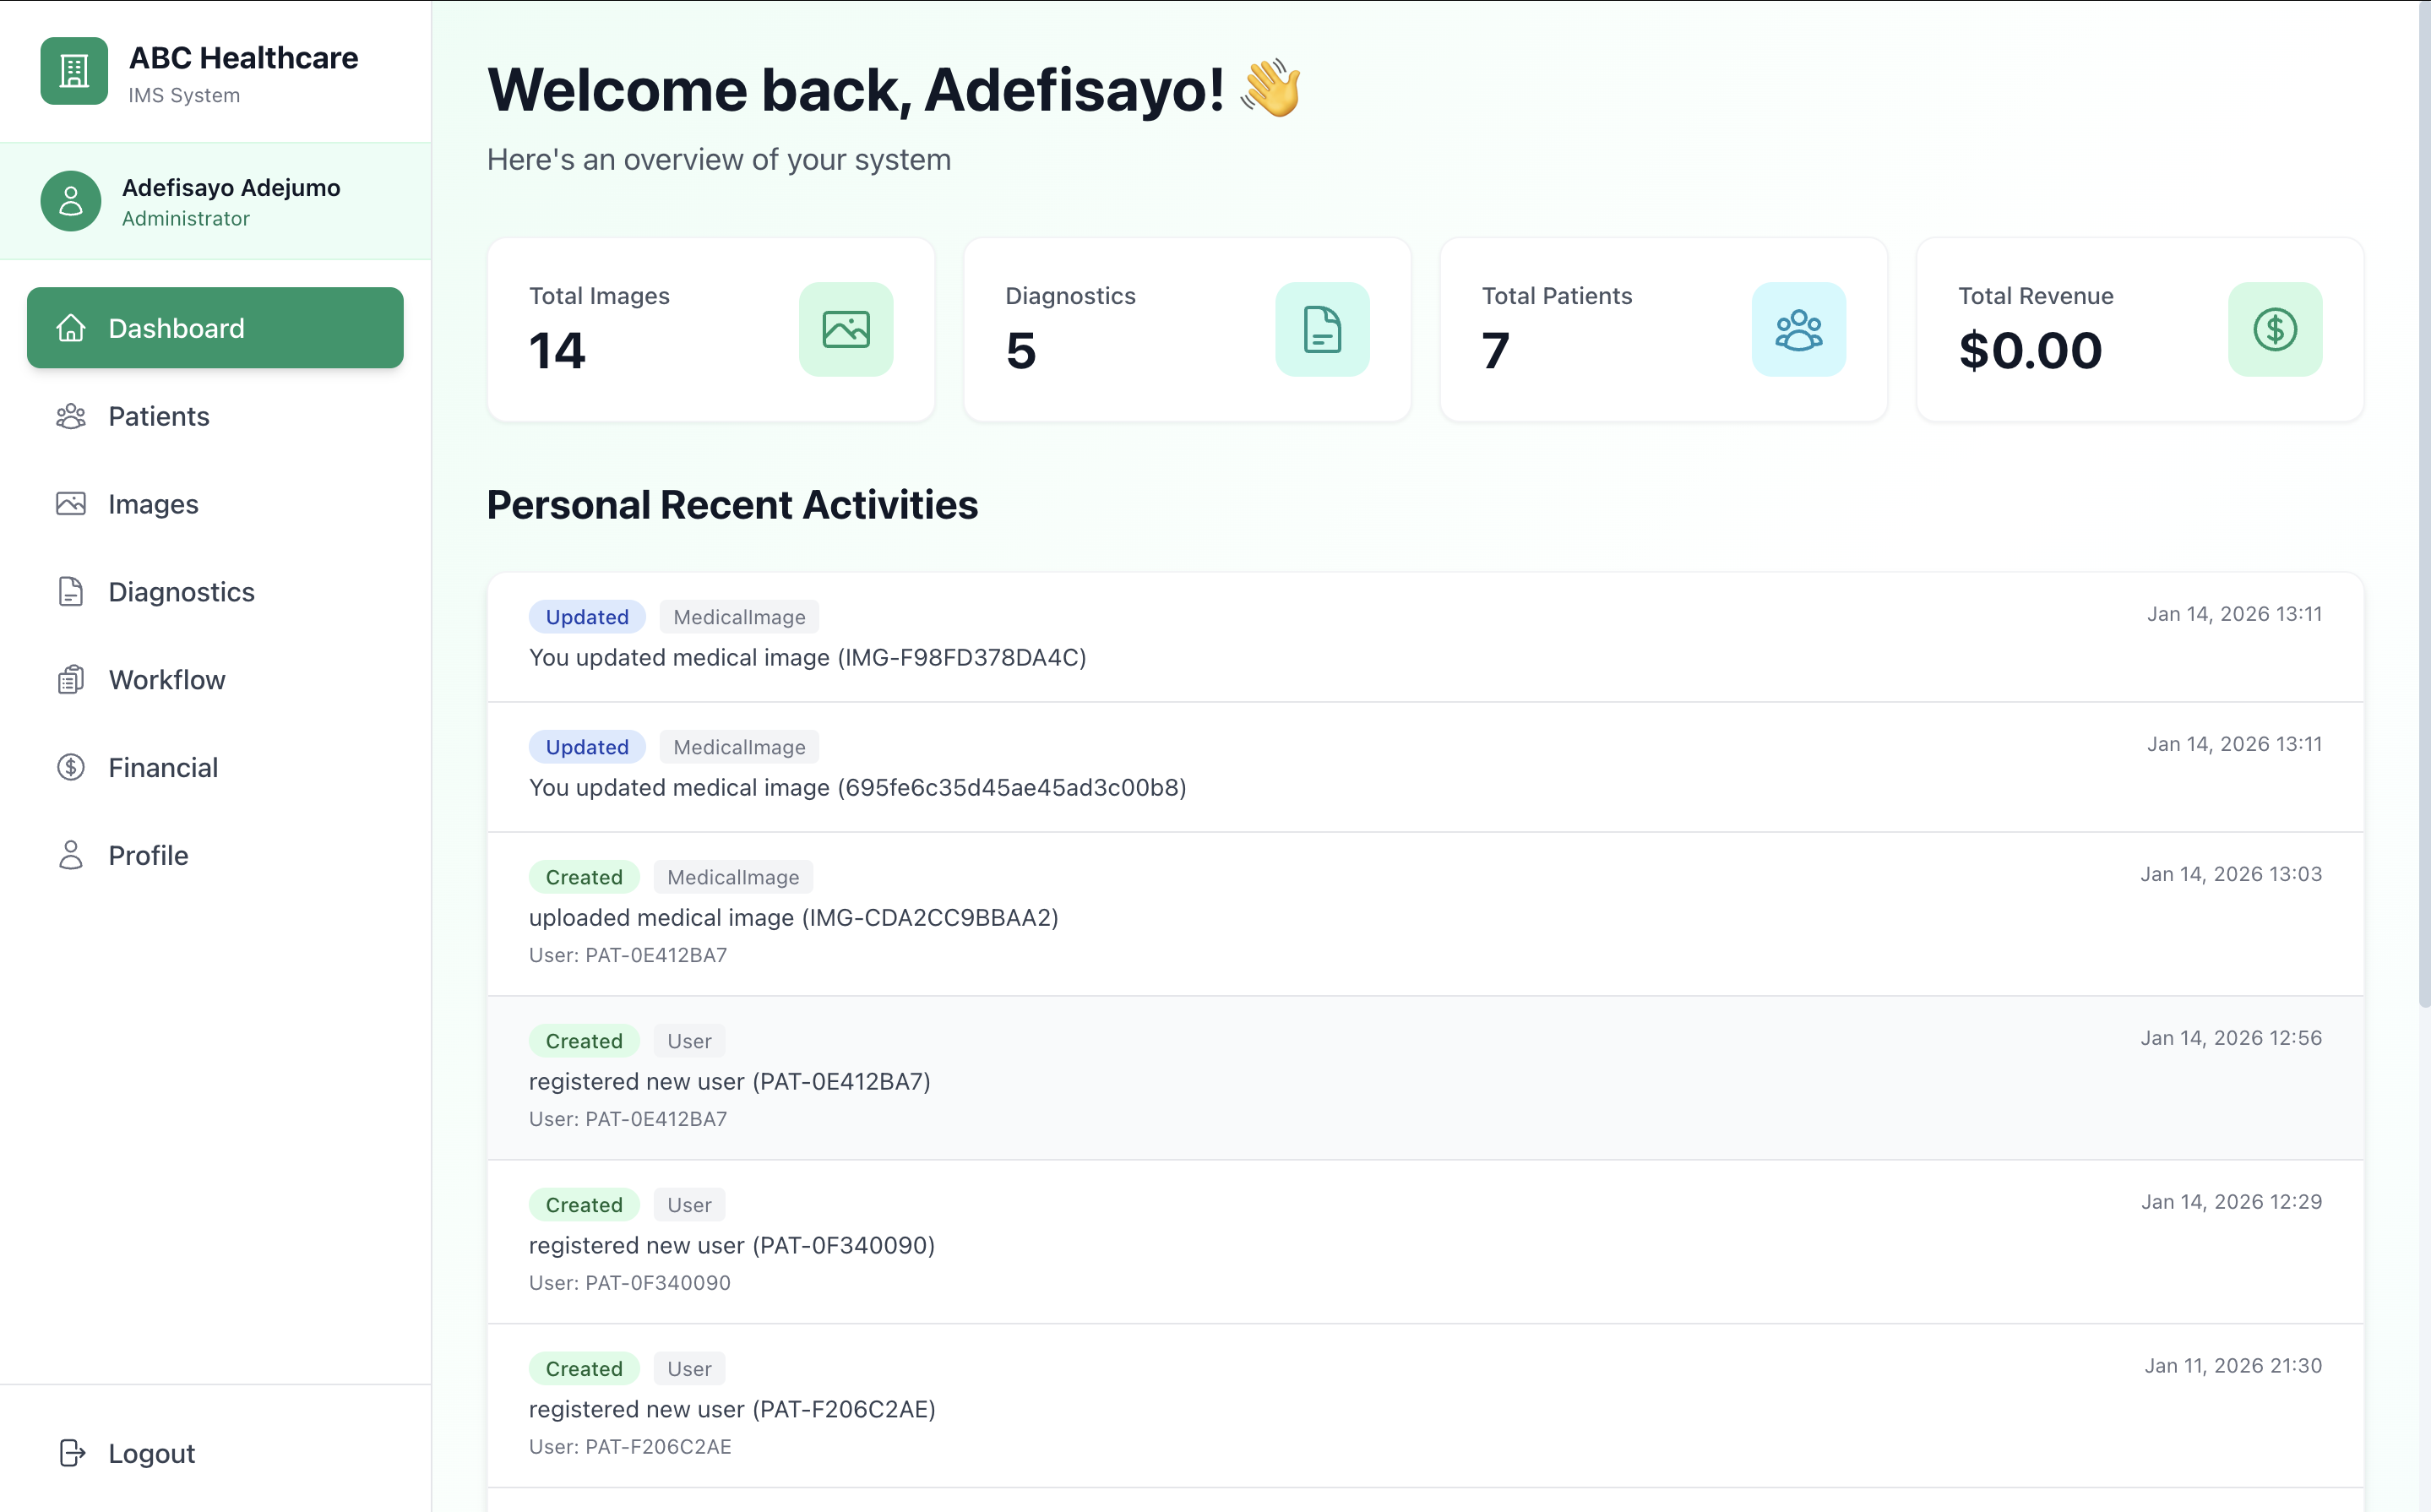 ABC Healthcare
IMS System
Adefisayo Adejumo
Administrator
Dashboard
Patients
Images
Diagnostics
Workflow
Financial
Profile
Logout
Welcome back, Adefisayo! 👋
Here's an overview of your system
Total Images
14
Diagnostics
5
Total Patients
7
Total Revenue
$0.00
Personal Recent Activities
Updated MedicalImage Jan 14, 2026 13:11
You updated medical image (IMG-F98FD378DA4C)
Updated MedicalImage Jan 14, 2026 13:11
You updated medical image (695fe6c35d45ae45ad3c00b8)
Created MedicalImage Jan 14, 2026 13:03
uploaded medical image (IMG-CDA2CC9BBAA2)
User: PAT-0E412BA7
Created User Jan 14, 2026 12:56
registered new user (PAT-0E412BA7)
User: PAT-0E412BA7
Created User Jan 14, 2026 12:29
registered new user (PAT-0F340090)
User: PAT-0F340090
Created User Jan 11, 2026 21:30
registered new user (PAT-F206C2AE)
User: PAT-F206C2AE